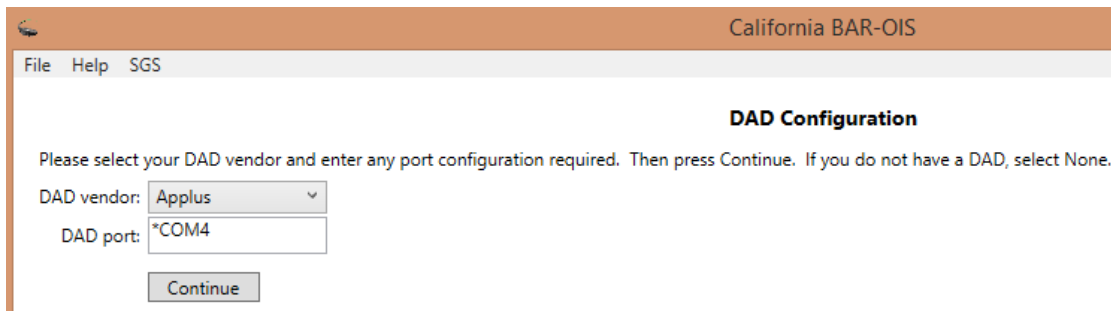 California BAR-OIS
File Help SGS
DAD Configuration
Please select your DAD vendor and enter any port configuration required. Then press Continue. If you do not have a DAD, select None.
DAD vendor: Applus
DAD port: *COM4
Continue